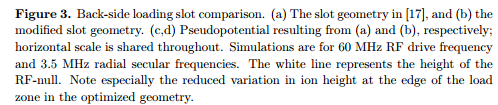 Figure 3. Back-side loading slot comparison. (a) The slot geometry in [17], and (b) the
modified slot geometry. (c,d) Pseudopotential resulting from (a) and (b), respectively;
horizontal scale is shared throughout. Simulations are for 60 MHz RF drive frequency
and 3.5 MHz radial secular frequencies. The white line represents the height of the
RF-null. Note especially the reduced variation in ion height at the edge of the load
zone in the optimized geometry.